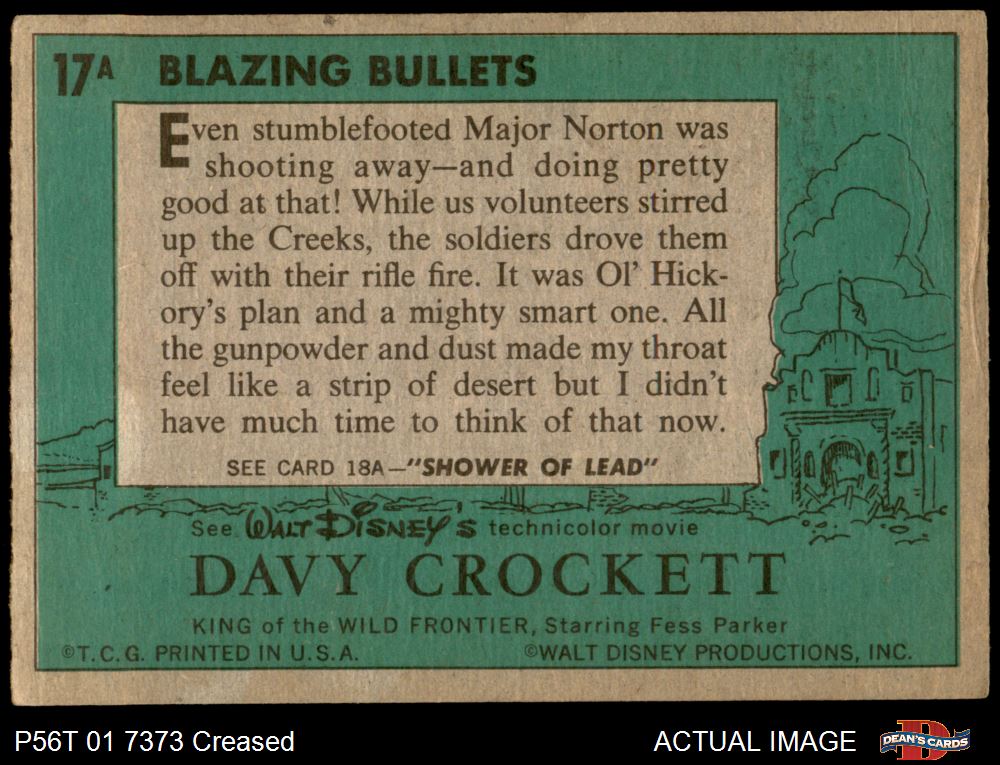 17A BLAZING BULLETS
Even stumblefooted Major Norton was
shooting away—and doing pretty
good at that! While us volunteers stirred
up the Creeks, the soldiers drove them
off with their rifle fire. It was Ol' Hick-
ory's plan and a mighty smart one. All
the gunpowder and dust made my throat
feel like a strip of desert but I didn't
have much time to think of that now.
SEE CARD 18A—"SHOWER OF LEAD"
See WALT DISNEY'S technicolor movie
DAVY CROCKETT
KING of the WILD FRONTIER, Starring Fess Parker
©T.C.G. PRINTED IN U.S.A. ©WALT DISNEY PRODUCTIONS, INC.
P56T 01 7373 Creased ACTUAL IMAGE DEAN'S CARDS